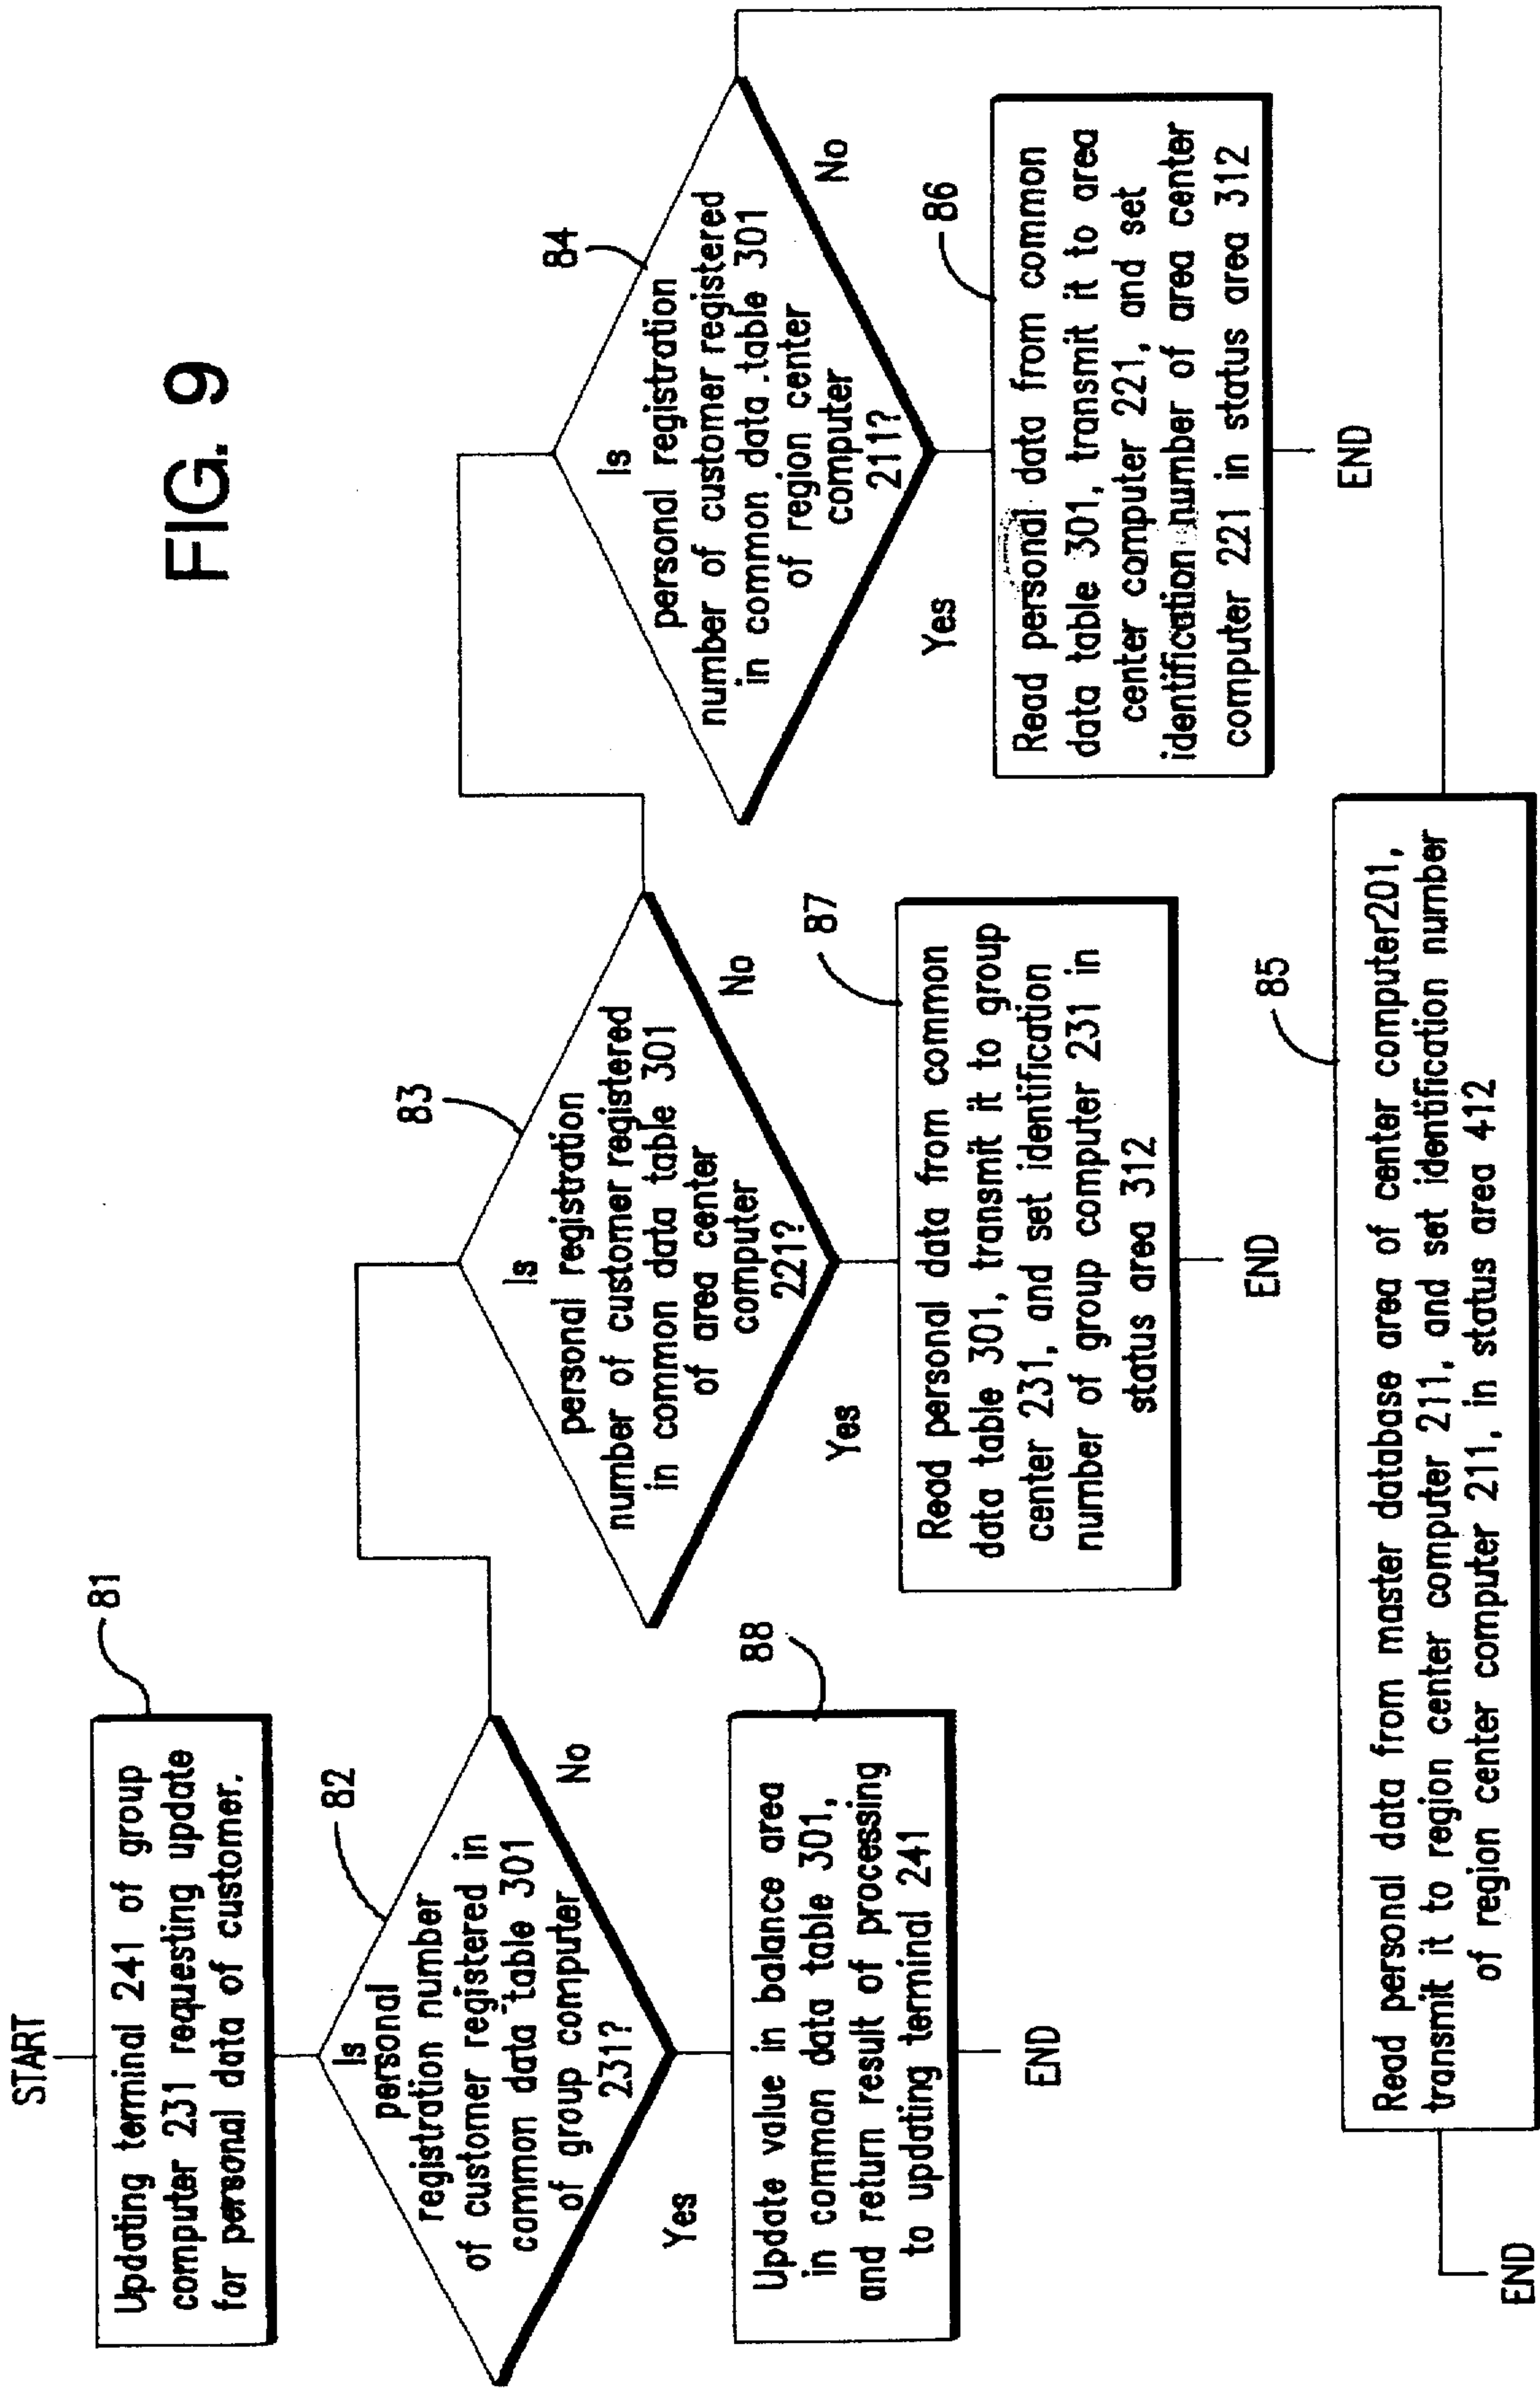 FIG. 9
START
81
Updating terminal 241 of group
computer 231 requesting update
for personal data of customer.
82
Is
personal
registration number
of customer registered in
common data table 301
of group computer
231?
No
Yes
88
Update value in balance area
in common data table 301,
and return result of processing
to updating terminal 241
END
83
Is
personal registration
number of customer registered
in common data table 301
of area center
computer
221?
No
Yes
87
Read personal data from common
data table 301, transmit it to group
center 231, and set identification
number of group computer 231 in
status area 312
END
84
Is
personal registration
number of customer registered
in common data table 301
of region center
computer
211?
No
Yes
86
Read personal data from common
data table 301, transmit it to area
center computer 221, and set
identification number of area center
computer 221 in status area 312
END
85
Read personal data from master database area of center computer201,
transmit it to region center computer 211, and set identification number
of region center computer 211, in status area 412
END